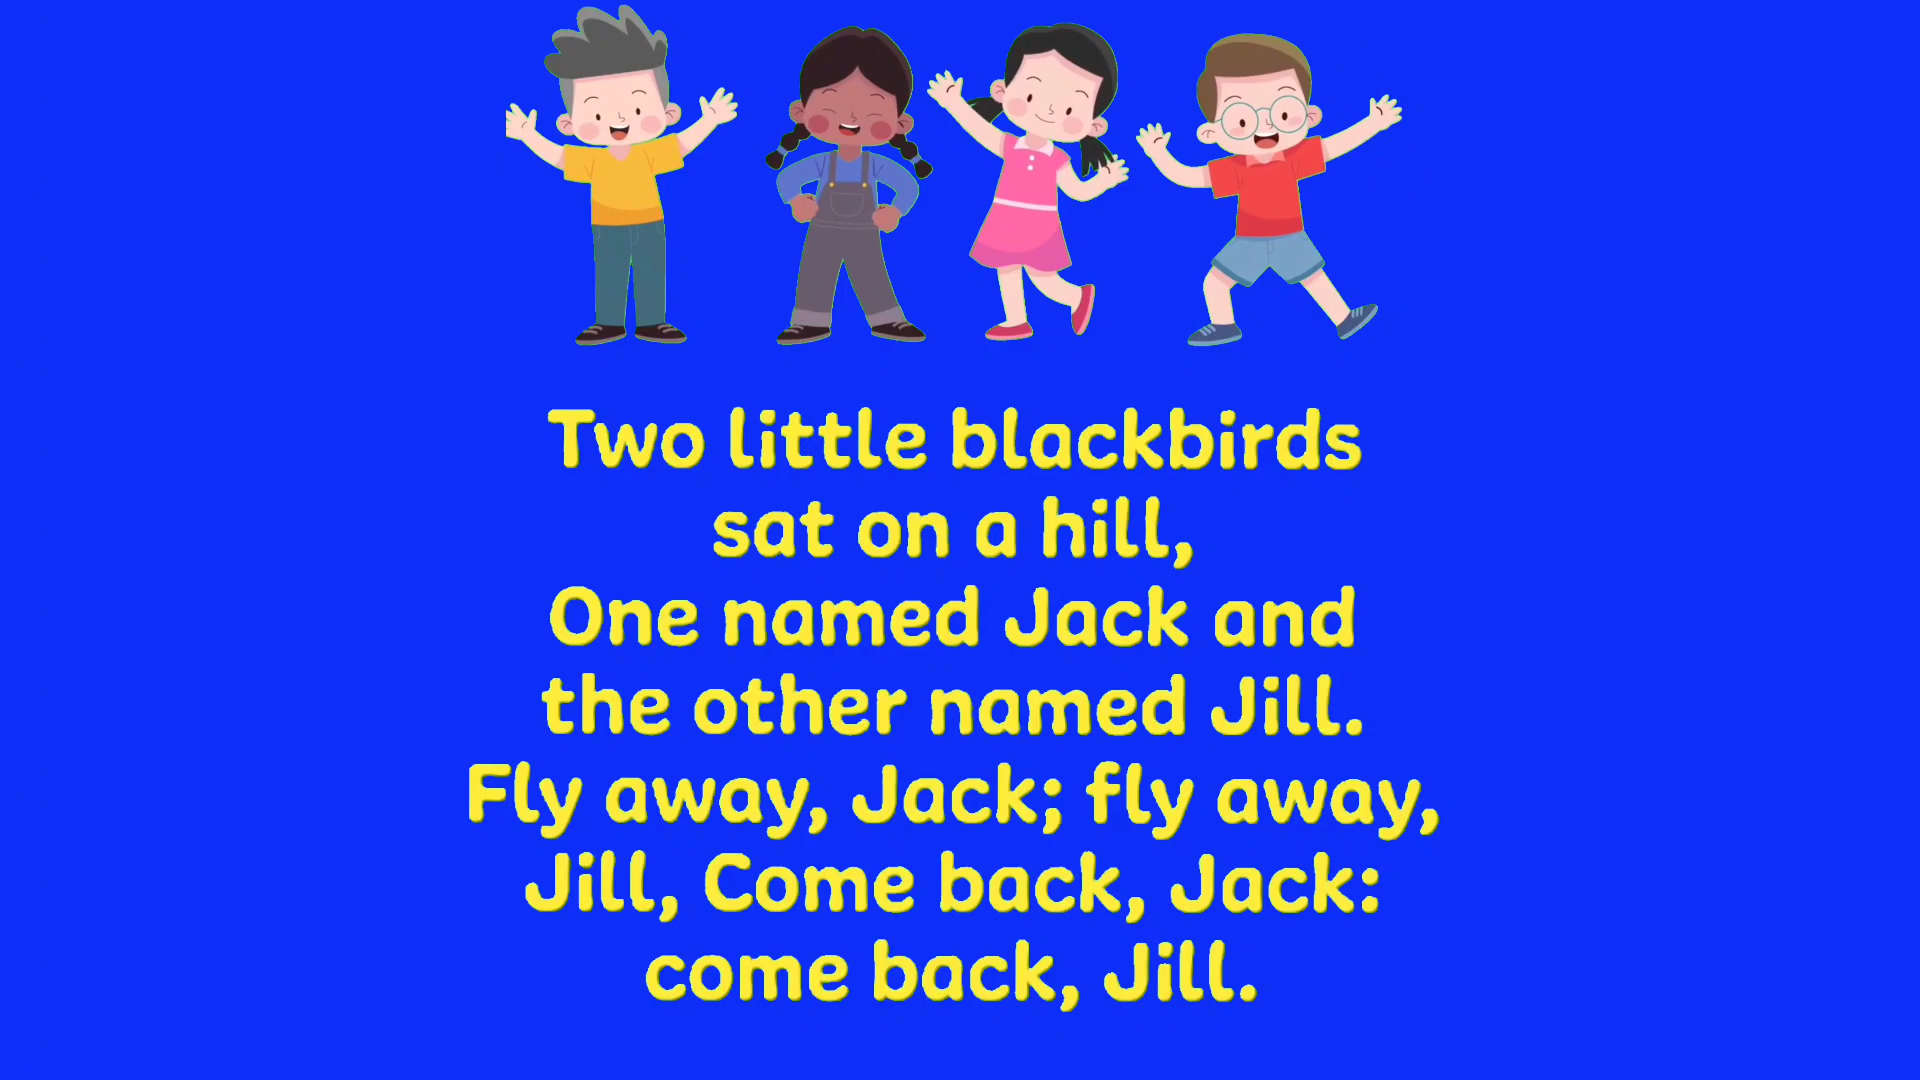 Two little blackbirds
sat on a hill,
One named Jack and
the other named Jill.
Fly away, Jack; fly away,
Jill, Come back, Jack:
come back, Jill.